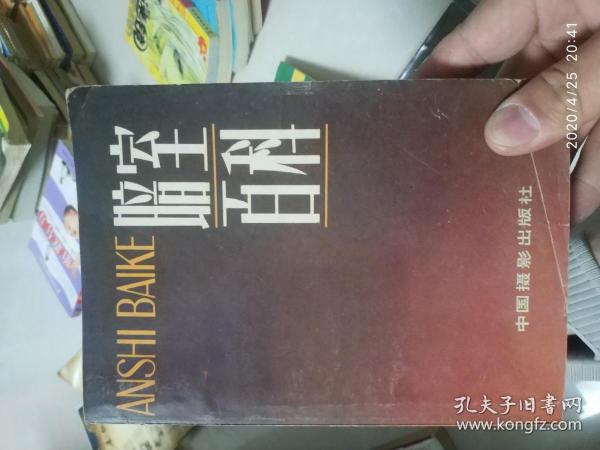 暗室
百科
ANSHI BAIKE
中国摄影出版社
2020/4/25 20:41
孔夫子旧书网
www.kongfz.com